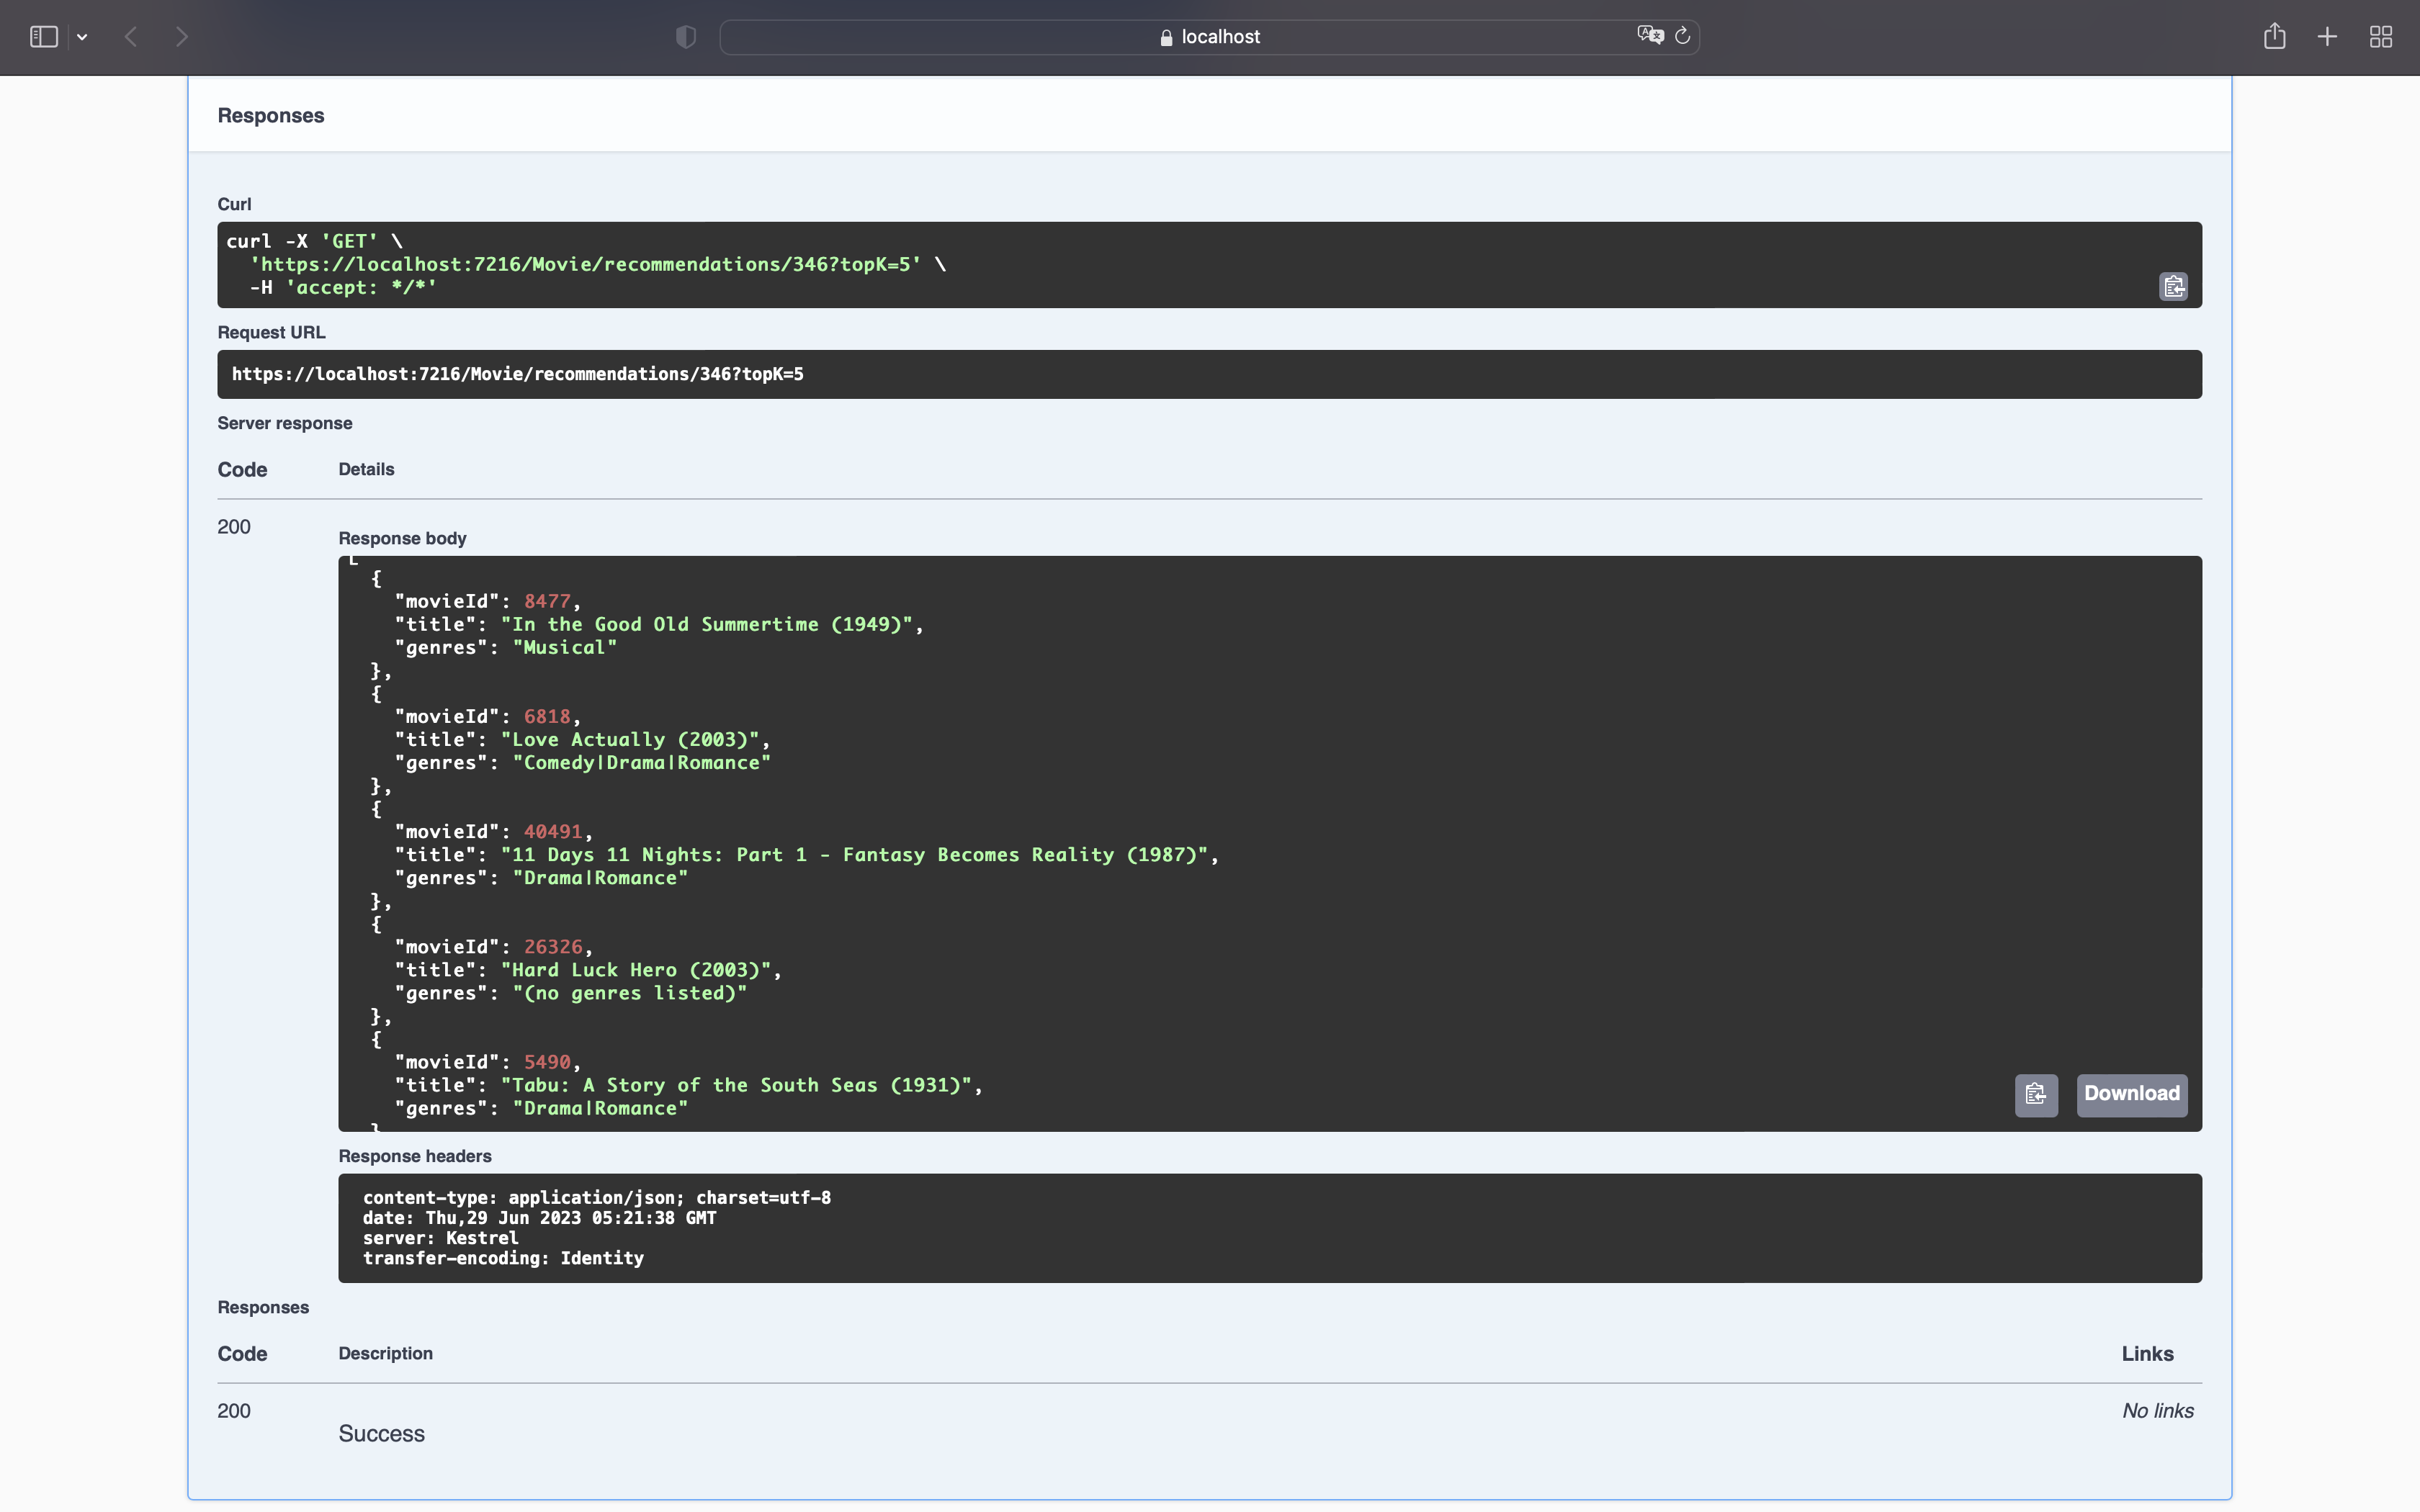 localhost
Responses
Curl
curl -X 'GET' \
  'https://localhost:7216/Movie/recommendations/346?topK=5' \
  -H 'accept: */*'
Request URL
https://localhost:7216/Movie/recommendations/346?topK=5
Server response
Code Details
200
Response body
[
  {
    "movieId": 8477,
    "title": "In the Good Old Summertime (1949)",
    "genres": "Musical"
  },
  {
    "movieId": 6818,
    "title": "Love Actually (2003)",
    "genres": "Comedy|Drama|Romance"
  },
  {
    "movieId": 40491,
    "title": "11 Days 11 Nights: Part 1 - Fantasy Becomes Reality (1987)",
    "genres": "Drama|Romance"
  },
  {
    "movieId": 26326,
    "title": "Hard Luck Hero (2003)",
    "genres": "(no genres listed)"
  },
  {
    "movieId": 5490,
    "title": "Tabu: A Story of the South Seas (1931)",
    "genres": "Drama|Romance"
  }
Download
Response headers
content-type: application/json; charset=utf-8
date: Thu,29 Jun 2023 05:21:38 GMT
server: Kestrel
transfer-encoding: Identity
Responses
Code Description Links
200 No links
Success